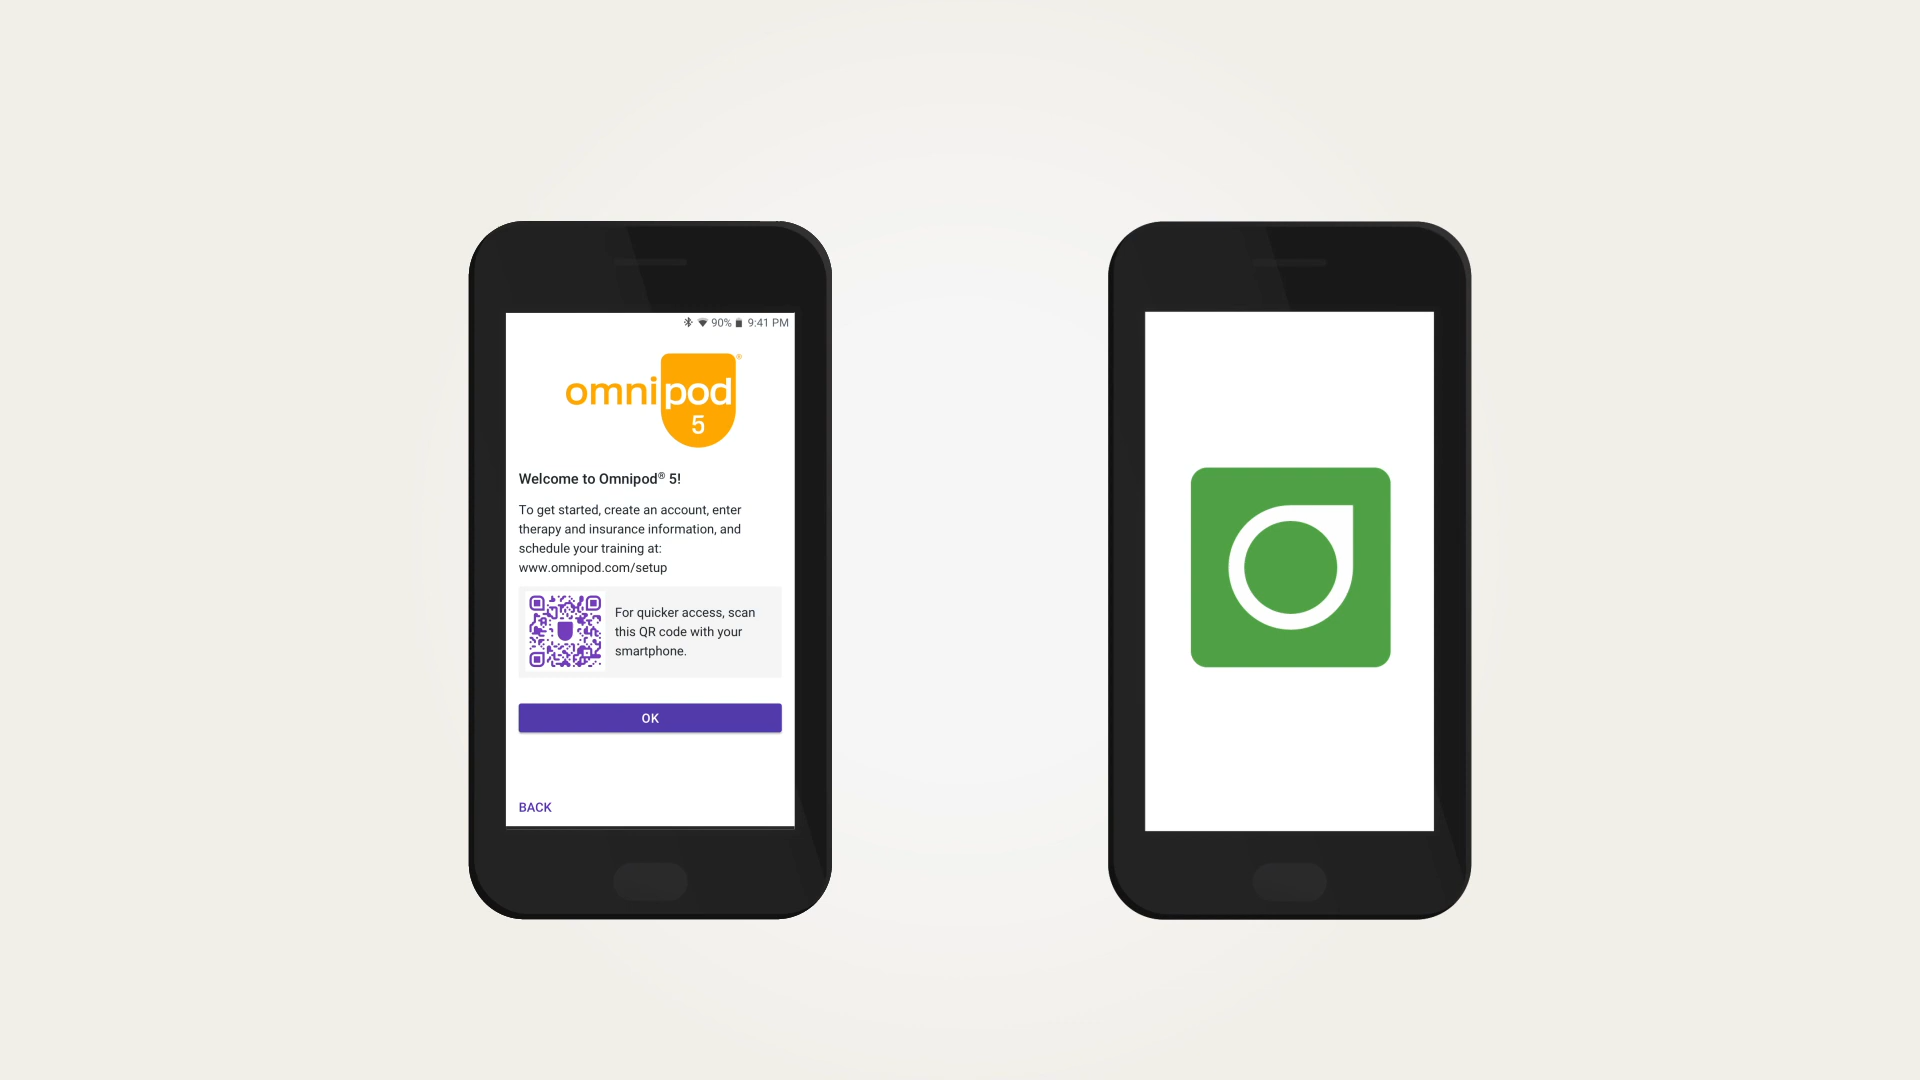 90% 9:41 PM
omnipod®
5
Welcome to Omnipod® 5!
To get started, create an account, enter
therapy and insurance information, and
schedule your training at:
www.omnipod.com/setup
For quicker access, scan
this QR code with your
smartphone.
OK
BACK